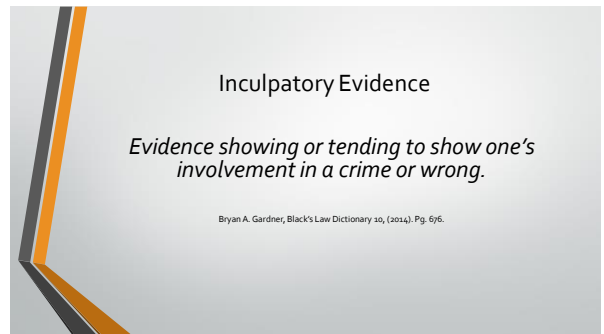 Inculpatory Evidence
Evidence showing or tending to show one's
involvement in a crime or wrong.
Bryan A. Gardner, Black's Law Dictionary 10, (2014). Pg. 676.